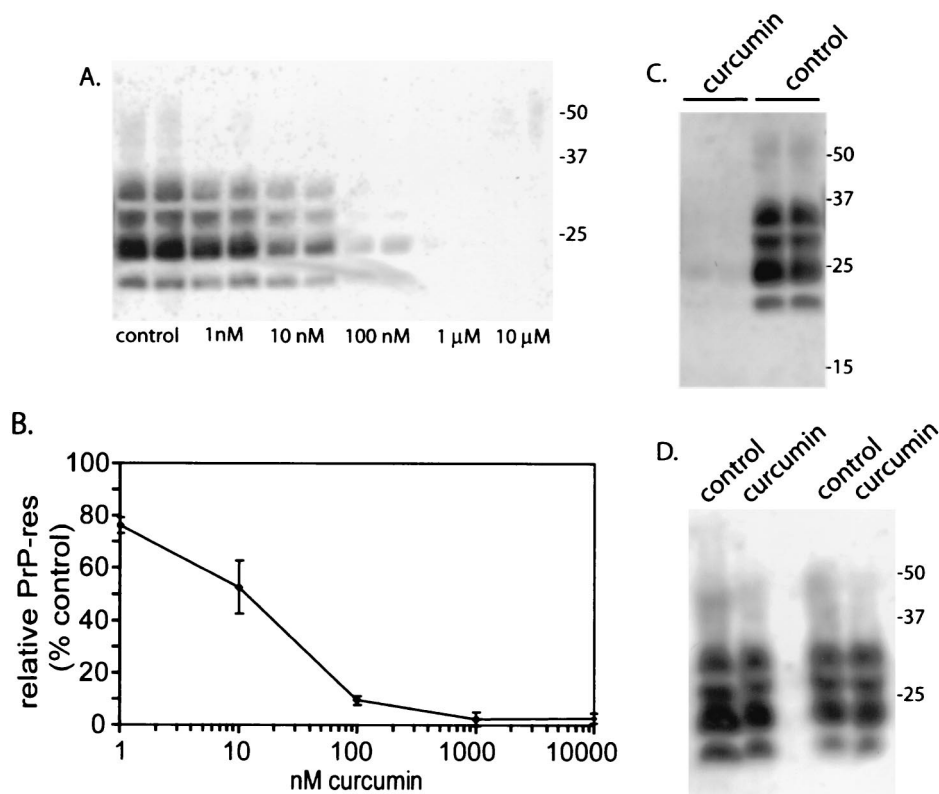 A.
-50
-37
-25
control 1nM 10 nM 100 nM 1 µM 10 µM
C.
curcumin control
-50
-37
-25
-15
B.
relative PrP-res
(% control)
100
80
60
40
20
0
1 10 100 1000 10000
nM curcumin
D.
control curcumin control curcumin
-50
-37
-25